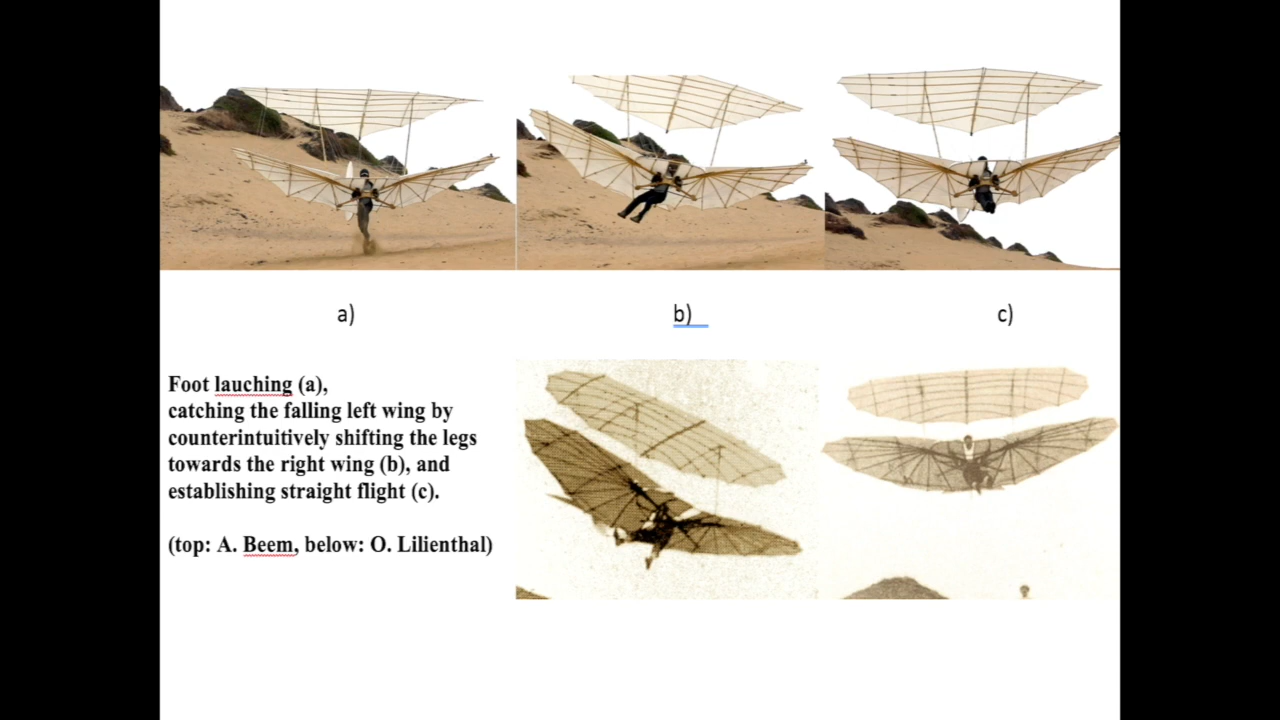 a)
b)
c)
Foot lauching (a),
catching the falling left wing by
counterintuitively shifting the legs
towards the right wing (b), and
establishing straight flight (c).
(top: A. Beem, below: O. Lilienthal)